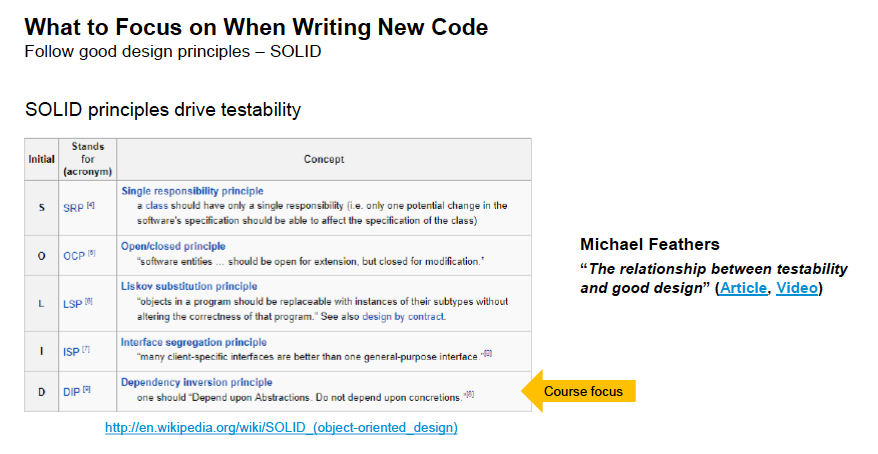 What to Focus on When Writing New Code
Follow good design principles – SOLID
SOLID principles drive testability
Initial
Stands
for
(acronym)
Concept
S
SRP [4]
Single responsibility principle
a class should have only a single responsibility (i.e. only one potential change in the
software's specification should be able to affect the specification of the class)
O
OCP [5]
Open/closed principle
"software entities … should be open for extension, but closed for modification."
L
LSP [6]
Liskov substitution principle
"objects in a program should be replaceable with instances of their subtypes without
altering the correctness of that program." See also design by contract.
I
ISP [7]
Interface segregation principle
"many client-specific interfaces are better than one general-purpose interface."[8]
D
DIP [9]
Dependency inversion principle
one should "Depend upon Abstractions. Do not depend upon concretions."[8]
http://en.wikipedia.org/wiki/SOLID_(object-oriented_design)
Michael Feathers
"The relationship between testability
and good design" (Article, Video)
Course focus